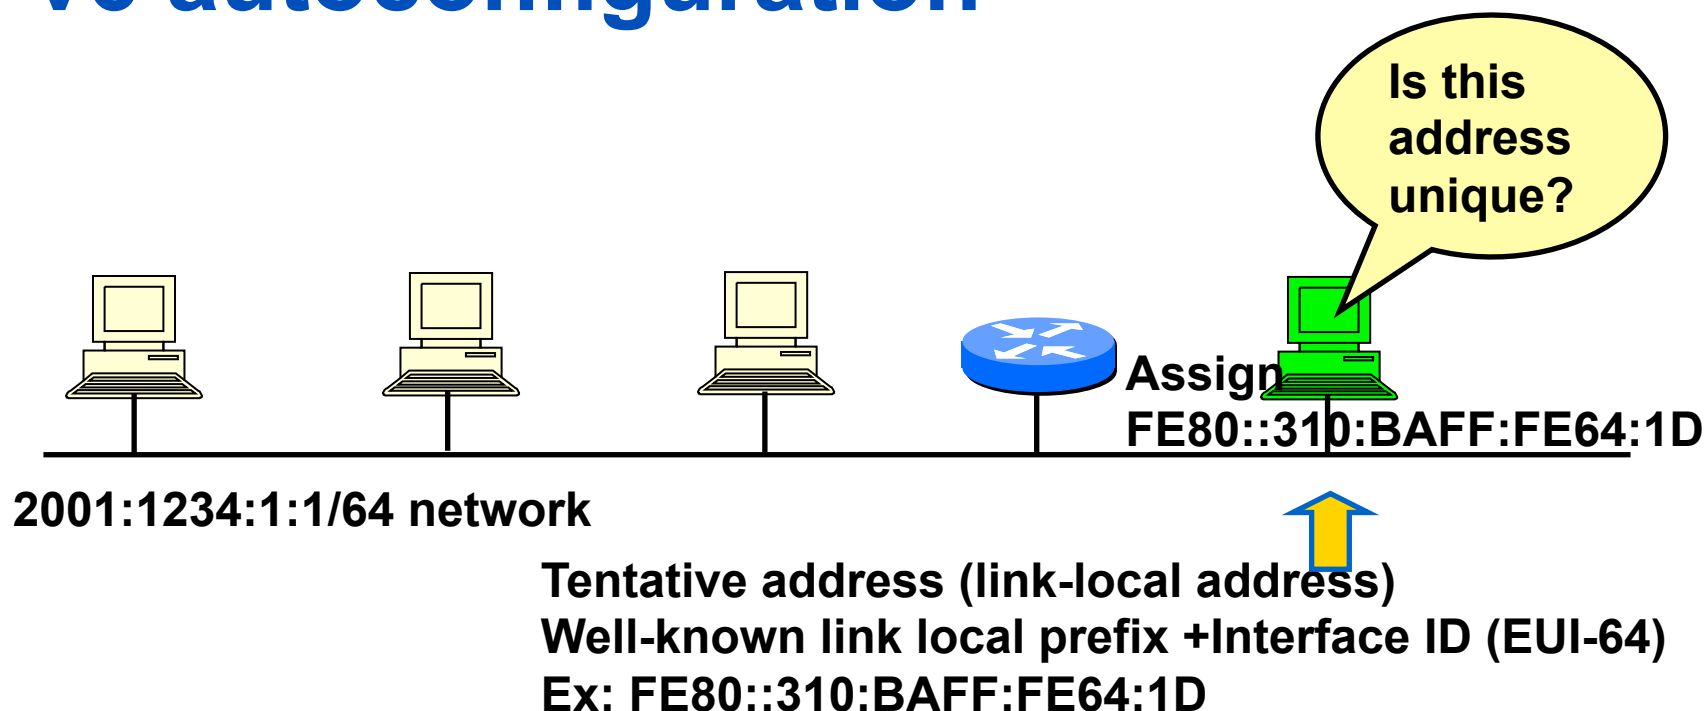 autoconfiguration
Is this
address
unique?
Assign
FE80::310:BAFF:FE64:1D
2001:1234:1:1/64 network
Tentative address (link-local address)
Well-known link local prefix +Interface ID (EUI-64)
Ex: FE80::310:BAFF:FE64:1D